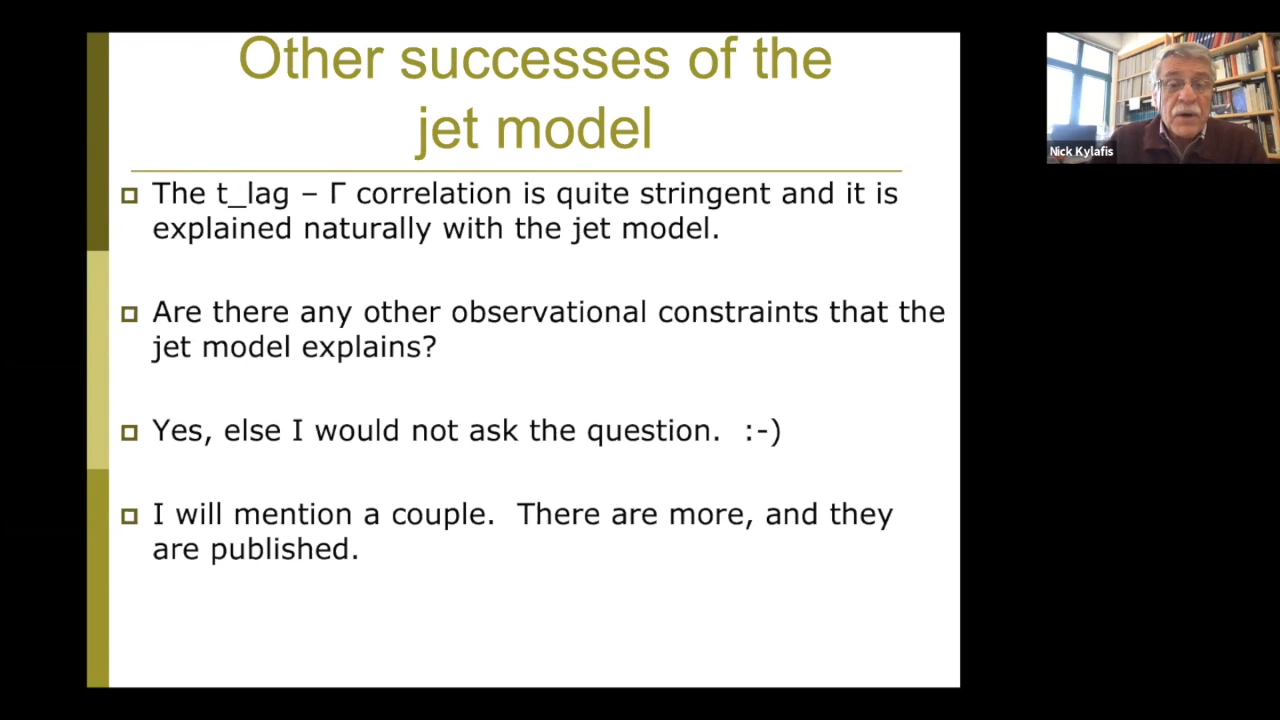 Other successes of the
jet model
The t_lag – Γ correlation is quite stringent and it is
explained naturally with the jet model.
Are there any other observational constraints that the
jet model explains?
Yes, else I would not ask the question. :-)
I will mention a couple. There are more, and they
are published.
Nick Kylafis